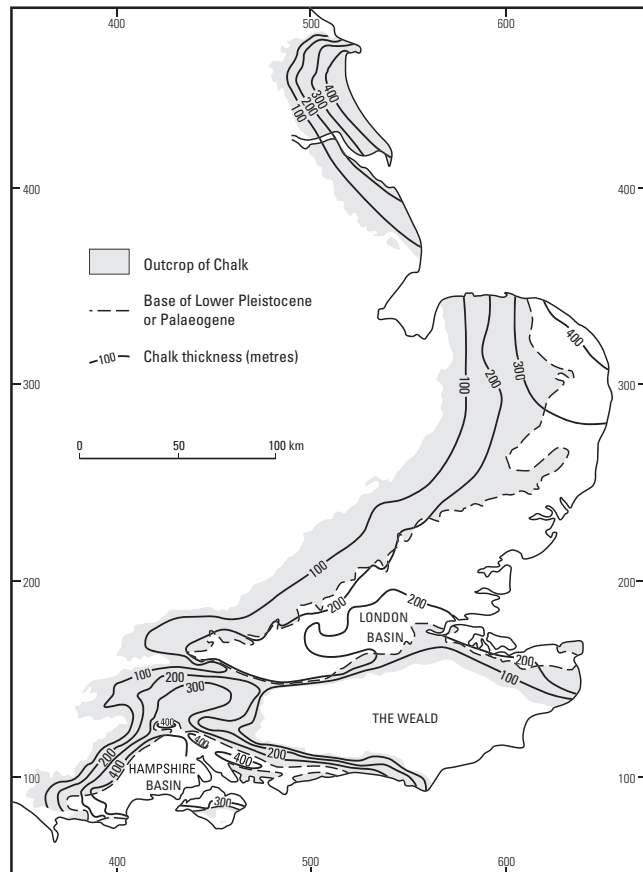 400 500 600
400
300
200
100
400 400
Outcrop of Chalk
Base of Lower Pleistocene
or Palaeogene
100 Chalk thickness (metres)
0 50 100 km
400
300
200
100
300 300
200 200
100
200
200
LONDON
BASIN
200
100
100
200
300
THE WEALD
400
400
200
400
200
400
HAMPSHIRE
BASIN
300
100 100
400 500 600